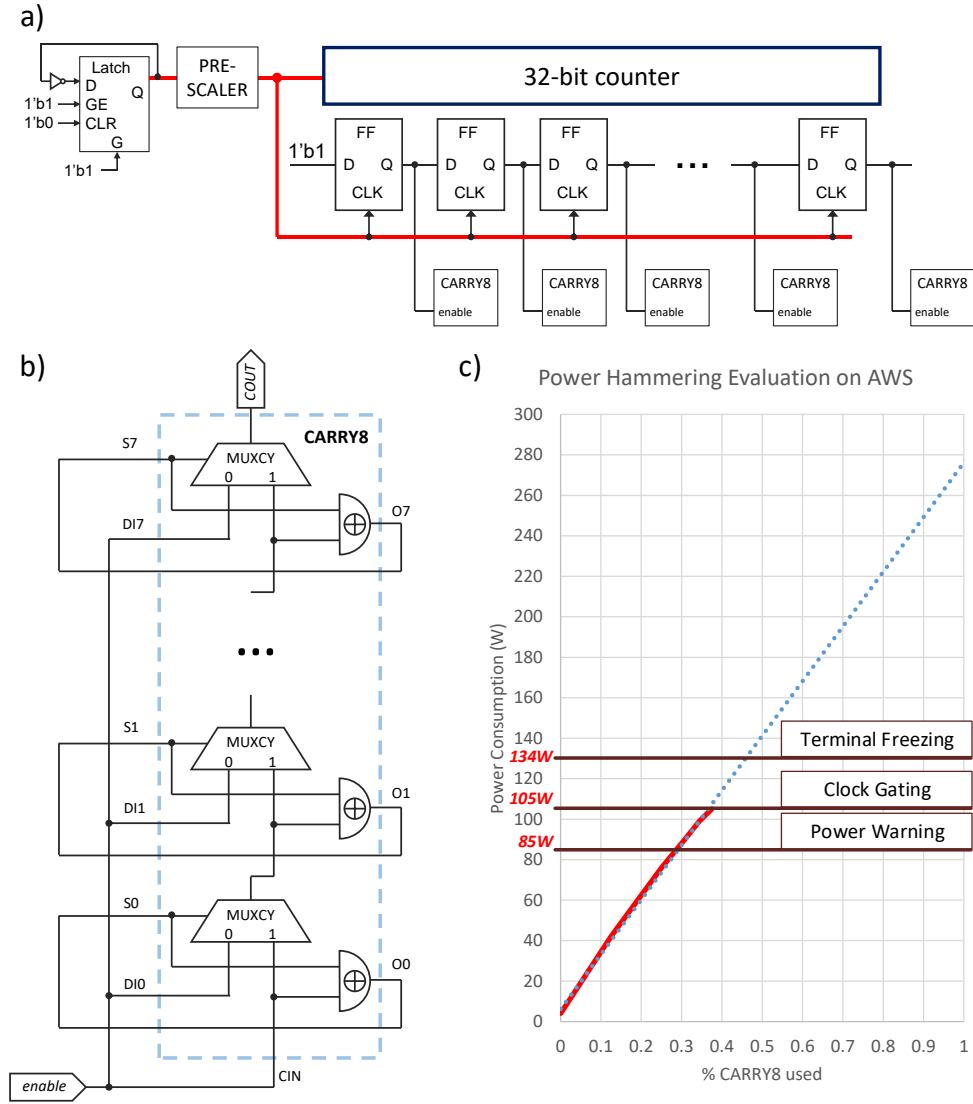 a)
Latch
D
Q
GE
CLR
G
1'b1
1'b0
1'b1
PRE-
SCALER
32-bit counter
1'b1
FF
D Q
CLK
FF
D Q
CLK
FF
D Q
CLK
...
FF
D Q
CLK
CARRY8
enable
CARRY8
enable
CARRY8
enable
CARRY8
enable
CARRY8
enable
b)
COUT
CARRY8
S7
MUXCY
0 1
DI7
O7
...
S1
MUXCY
0 1
DI1
O1
S0
MUXCY
0 1
DI0
O0
enable
CIN
c)
Power Hammering Evaluation on AWS
Power Consumption (W)
300
280
260
240
220
200
180
160
140
134W
Terminal Freezing
120
105W
Clock Gating
100
85W
Power Warning
80
60
40
20
0
0 0.1 0.2 0.3 0.4 0.5 0.6 0.7 0.8 0.9 1
% CARRY8 used